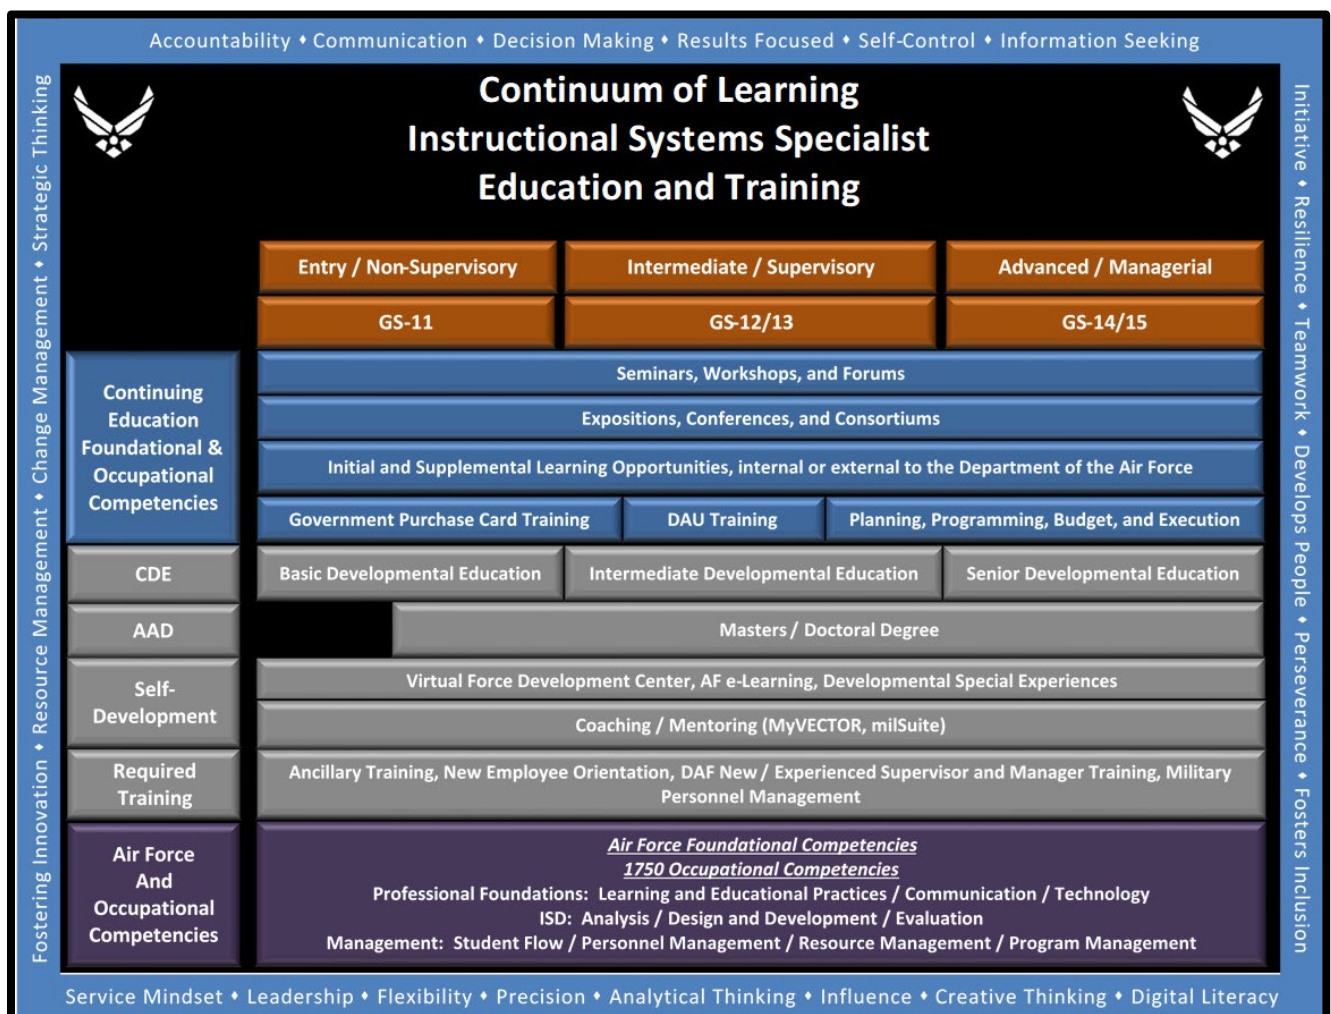 Accountability • Communication • Decision Making • Results Focused • Self-Control • Information Seeking
Fostering Innovation • Resource Management • Change Management • Strategic Thinking
Initiative • Resilience • Teamwork • Develops People • Perseverance • Fosters Inclusion
Continuum of Learning
Instructional Systems Specialist
Education and Training
Entry / Non-Supervisory
Intermediate / Supervisory
Advanced / Managerial
GS-11
GS-12/13
GS-14/15
Continuing
Education
Foundational &
Occupational
Competencies
Seminars, Workshops, and Forums
Expositions, Conferences, and Consortiums
Initial and Supplemental Learning Opportunities, internal or external to the Department of the Air Force
Government Purchase Card Training
DAU Training
Planning, Programming, Budget, and Execution
CDE
Basic Developmental Education
Intermediate Developmental Education
Senior Developmental Education
AAD
Masters / Doctoral Degree
Self-
Development
Virtual Force Development Center, AF e-Learning, Developmental Special Experiences
Coaching / Mentoring (MyVECTOR, milSuite)
Required
Training
Ancillary Training, New Employee Orientation, DAF New / Experienced Supervisor and Manager Training, Military
Personnel Management
Air Force
And
Occupational
Competencies
Air Force Foundational Competencies
1750 Occupational Competencies
Professional Foundations: Learning and Educational Practices / Communication / Technology
ISD: Analysis / Design and Development / Evaluation
Management: Student Flow / Personnel Management / Resource Management / Program Management
Service Mindset • Leadership • Flexibility • Precision • Analytical Thinking • Influence • Creative Thinking • Digital Literacy